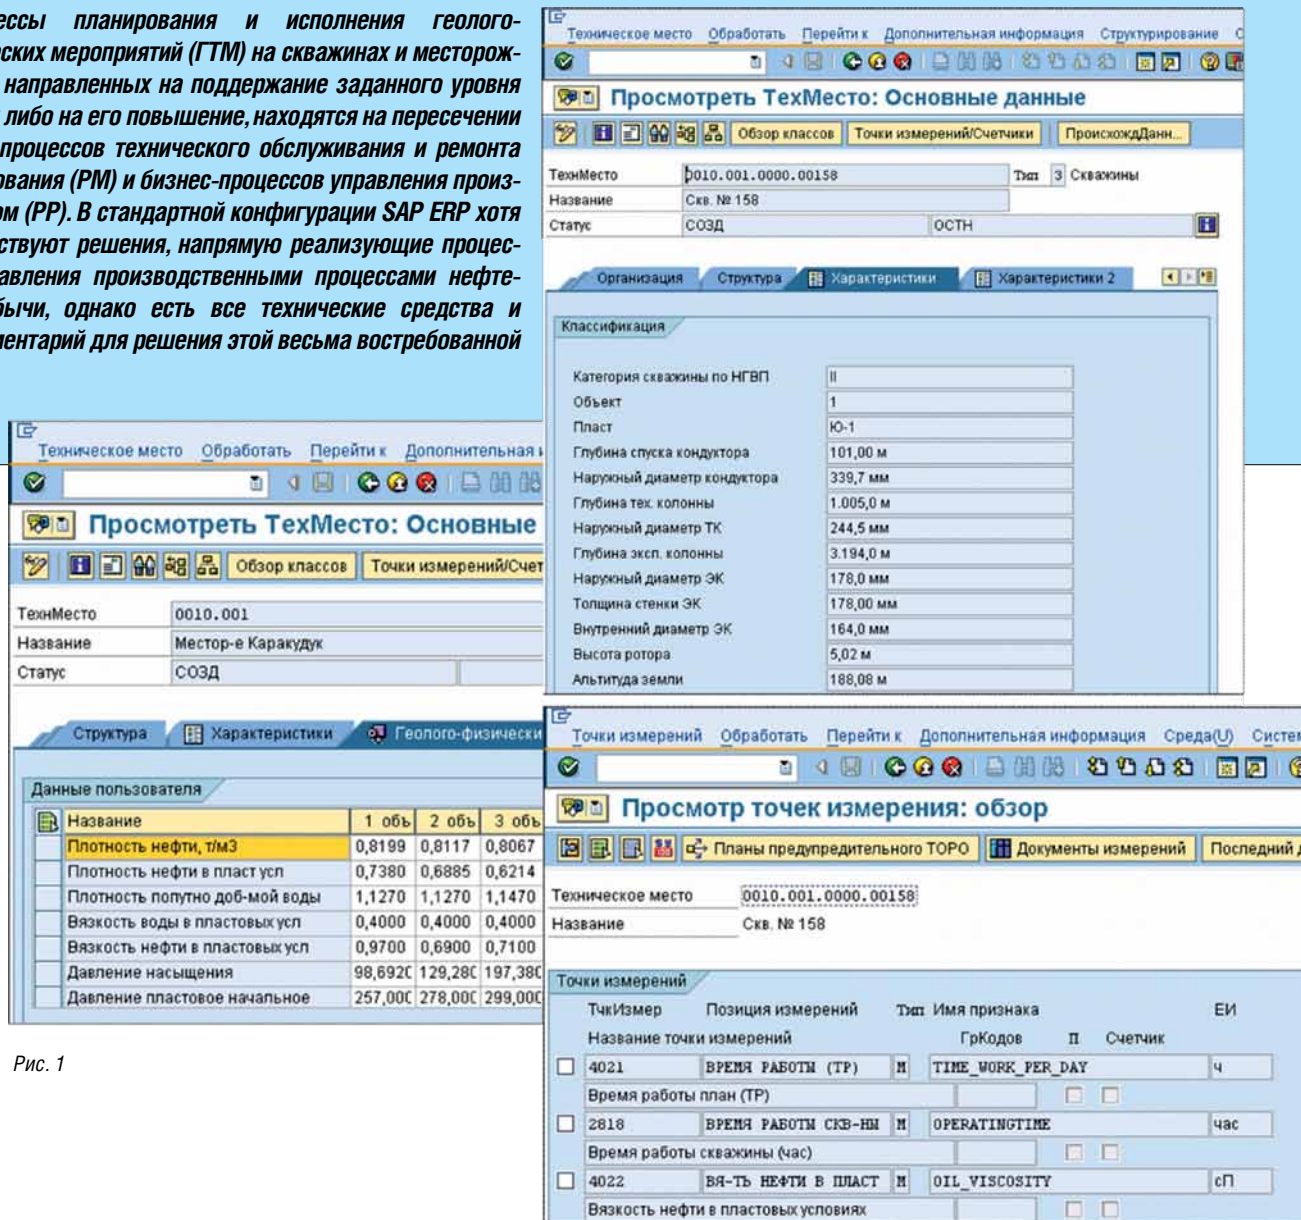 ессы планирования и исполнения геолого-
еских мероприятий (ГТМ) на скважинах и месторож-
направленных на поддержание заданного уровня
либо на его повышение, находятся на пересечении
процессов технического обслуживания и ремонта
ования (PM) и бизнес-процессов управления произ-
ом (PP). В стандартной конфигурации SAP ERP хотя
ствуют решения, напрямую реализующие процес-
авления производственными процессами нефте-
бычи, однако есть все технические средства и
ментарий для решения этой весьма востребованной
Техническое место Обработать Перейти к Дополнительная информация Структурирование С
Просмотреть ТехМесто: Основные данные
Обзор классов Точки измерений/Счетчики ПроисхождДанн...
ТехнМесто 0010.001.0000.00158 Тип 3 Скважины
Название Скв. № 158
Статус СОЗД ОСТН
Организация Структура Характеристики Характеристики 2
Классификация
Категория скважины по НГВП II
Объект 1
Пласт Ю-1
Глубина спуска кондуктора 101,00 м
Наружный диаметр кондуктора 339,7 мм
Глубина тех. колонны 1.005,0 м
Наружный диаметр ТК 244,5 мм
Глубина эксп. колонны 3.194,0 м
Наружный диаметр ЭК 178,0 мм
Толщина стенки ЭК 178,00 мм
Внутренний диаметр ЭК 164,0 мм
Высота ротора 5,02 м
Альтитуда земли 188,08 м
Техническое место Обработать Перейти к Дополнительная
Просмотреть ТехМесто: Основные
Обзор классов Точки измерений/Счет
ТехнМесто 0010.001
Название Местор-е Каракудук
Статус СОЗД
Структура Характеристики Геолого-физически
Данные пользователя
Название 1 объ 2 объ 3 объ
Плотность нефти, т/м3 0,8199 0,8117 0,8067
Плотность нефти в пласт усл 0,7380 0,6885 0,6214
Плотность попутно доб-мой воды 1,1270 1,1270 1,1470
Вязкость воды в пластовых усл 0,4000 0,4000 0,4000
Вязкость нефти в пластовых усл 0,9700 0,6900 0,7100
Давление насыщения 98,6920 129,280 197,380
Давление пластовое начальное 257,000 278,000 299,000
Рис. 1
Точки измерений Обработать Перейти к Дополнительная информация Среда(U) Систем
Просмотр точек измерения: обзор
Планы предупредительного ТОРО Документы измерений Последний д
Техническое место 0010.001.0000.00158
Название Скв. № 158
Точки измерений
ТчкИзмер Позиция измерений Тип Имя признака ЕИ
Название точки измерений ГрКодов П Счетчик
4021 ВРЕМЯ РАБОТЫ (ТР) M TIME_WORK_PER_DAY ч
Время работы план (ТР)
2818 ВРЕМЯ РАБОТЫ СКВ-НЫ M OPERATINGTIME час
Время работы скважины (час)
4022 ВЯ-ТЬ НЕФТИ В ПЛАСТ M OIL_VISCOSITY сП
Вязкость нефти в пластовых условиях